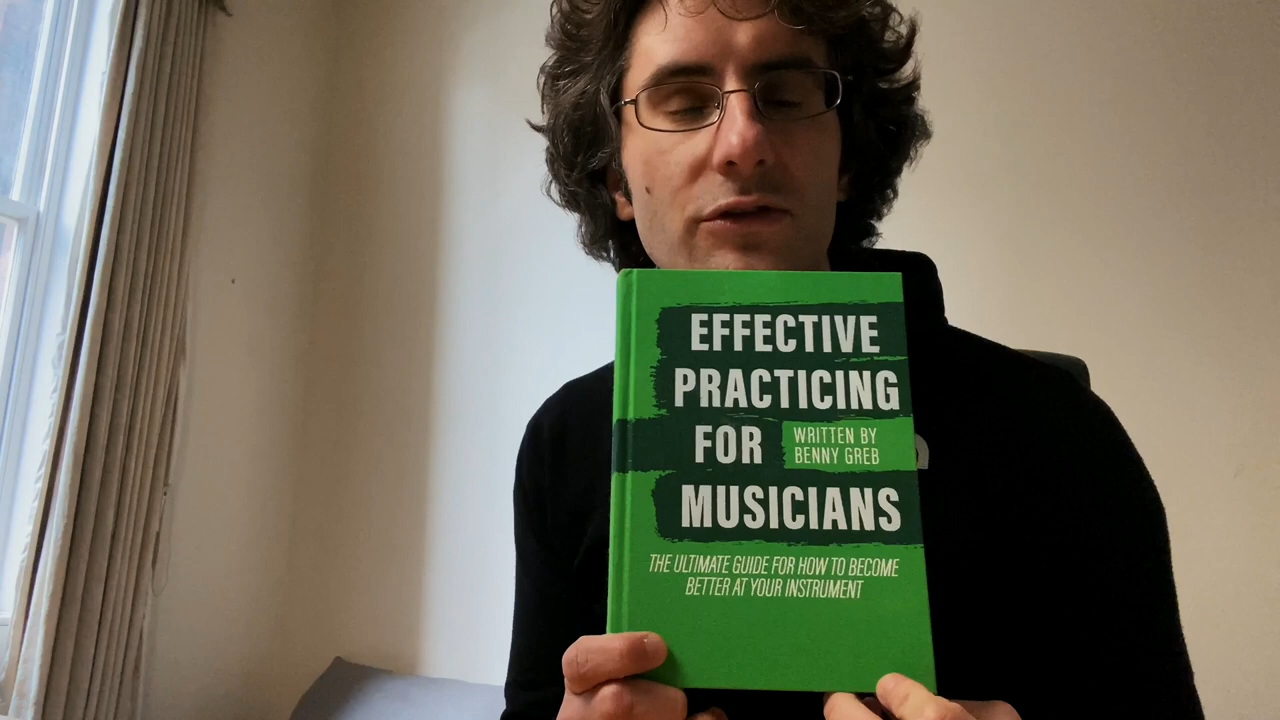 EFFECTIVE
PRACTICING
FOR
WRITTEN BY
BENNY GREB
MUSICIANS
THE ULTIMATE GUIDE FOR HOW TO BECOME
BETTER AT YOUR INSTRUMENT